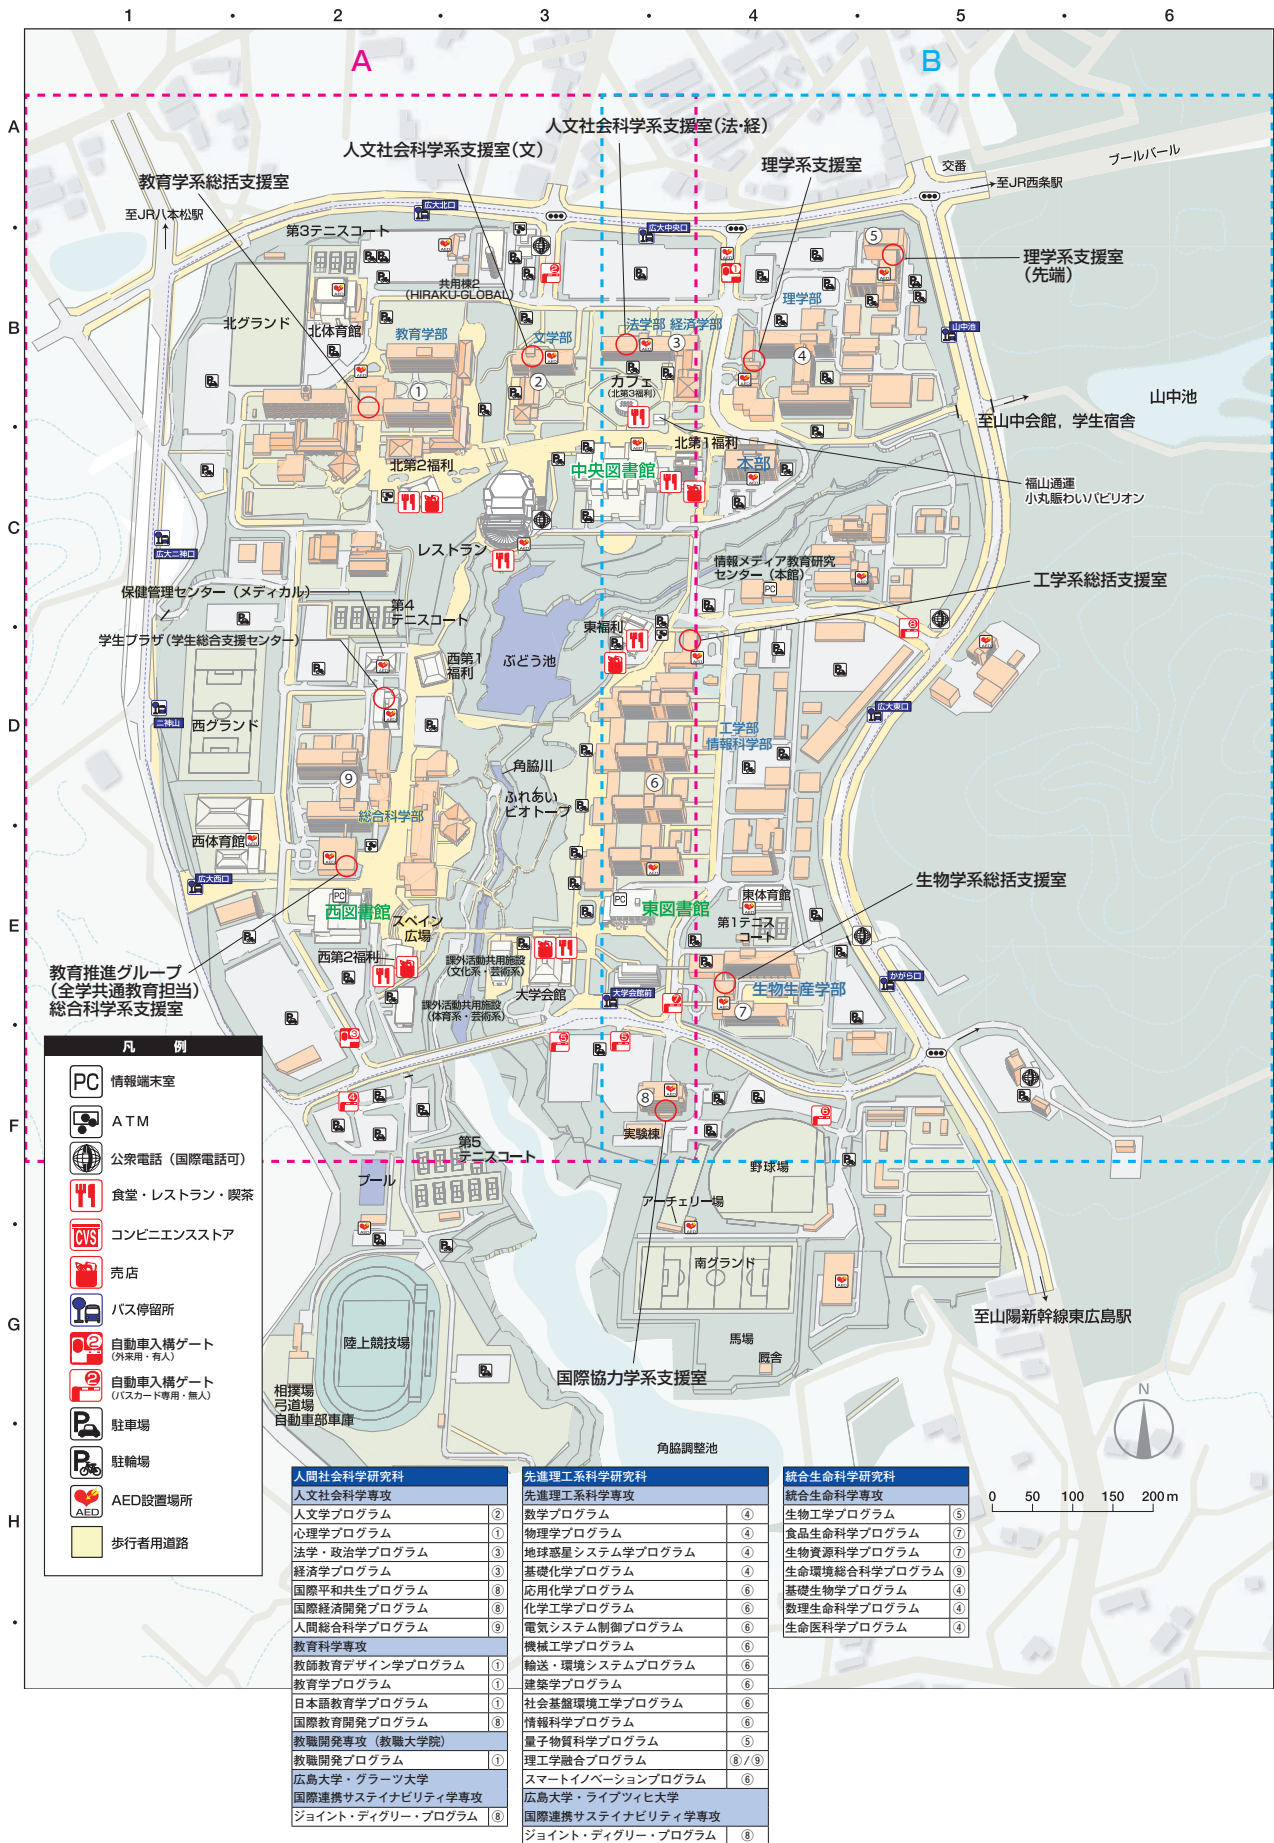 1 ・ 2 ・ 3 ・ 4 ・ 5 ・ 6
A
B
A
人文社会科学系支援室(法・経)
人文社会科学系支援室(文)
理学系支援室
交番
ブールバール
教育学系総括支援室
至JR西条駅
至JR八本松駅
広大北口
広大中央口
第3テニスコート
⑤
理学系支援室
(先端)
共用棟2
(HIRAKU-GLOBAL)
理学部
B
北グランド
北体育館
教育学部
文学部
法学部 経済学部
③
山中池
④
①
②
カフェ
(北第3福利)
山中池
至山中会館，学生宿舎
北第1福利
北第2福利
中央図書館
本部
福山通運
小丸賑わいパビリオン
C
広大二神口
レストラン
情報メディア教育研究
センター（本館）
PC
工学系総括支援室
保健管理センター（メディカル）
第4
テニスコート
学生プラザ(学生総合支援センター)
東福利
西第1
福利
ぶどう池
二神山
西グランド
D
広大東口
工学部
情報科学部
角脇川
⑨
⑥
ふれあい
ビオトープ
総合科学部
西体育館
広大西口
生物学系総括支援室
PC
PC
東体育館
西図書館
東図書館
スペイン
広場
第1テニス
コート
E
西第2福利
課外活動共用施設
(文化系・芸術系)
教育推進グループ
(全学共通教育担当)
総合科学系支援室
大学会館
大学会館前
かがら口
生物生産学部
課外活動共用施設
(体育系・芸術系)
⑦
⑧
F
実験棟
第5
テニスコート
プール
野球場
アーチェリー場
南グランド
G
陸上競技場
至山陽新幹線東広島駅
馬場
厩舎
国際協力学系支援室
相撲場
弓道場
自動車部車庫
N
角脇調整池
0 50 100 150 200m
H
凡 例
PC 情報端末室
ATM
公衆電話（国際電話可）
食堂・レストラン・喫茶
CVS コンビニエンスストア
売店
バス停留所
② 自動車入構ゲート
(外来用・有人)
② 自動車入構ゲート
(パスカード専用・無人)
P 駐車場
P 駐輪場
AED AED設置場所
歩行者用道路
人間社会科学研究科
人文社会科学専攻
人文学プログラム ②
心理学プログラム ①
法学・政治学プログラム ③
経済学プログラム ③
国際平和共生プログラム ⑧
国際経済開発プログラム ⑧
人間総合科学プログラム ⑨
教育科学専攻
教師教育デザイン学プログラム ①
教育学プログラム ①
日本語教育学プログラム ①
国際教育開発プログラム ⑧
教職開発専攻（教職大学院）
教職開発プログラム ①
広島大学・グラーツ大学
国際連携サステイナビリティ学専攻
ジョイント・ディグリー・プログラム ⑧
先進理工系科学研究科
先進理工系科学専攻
数学プログラム ④
物理学プログラム ④
地球惑星システム学プログラム ④
基礎化学プログラム ④
応用化学プログラム ⑥
化学工学プログラム ⑥
電気システム制御プログラム ⑥
機械工学プログラム ⑥
輸送・環境システムプログラム ⑥
建築学プログラム ⑥
社会基盤環境工学プログラム ⑥
情報科学プログラム ⑥
量子物質科学プログラム ⑤
理工学融合プログラム ⑧/⑨
スマートイノベーションプログラム ⑥
広島大学・ライプツィヒ大学
国際連携サステイナビリティ学専攻
ジョイント・ディグリー・プログラム ⑧
統合生命科学研究科
統合生命科学専攻
生物工学プログラム ⑤
食品生命科学プログラム ⑦
生物資源科学プログラム ⑦
生命環境総合科学プログラム ⑨
基礎生物学プログラム ④
数理生命科学プログラム ④
生命医科学プログラム ④